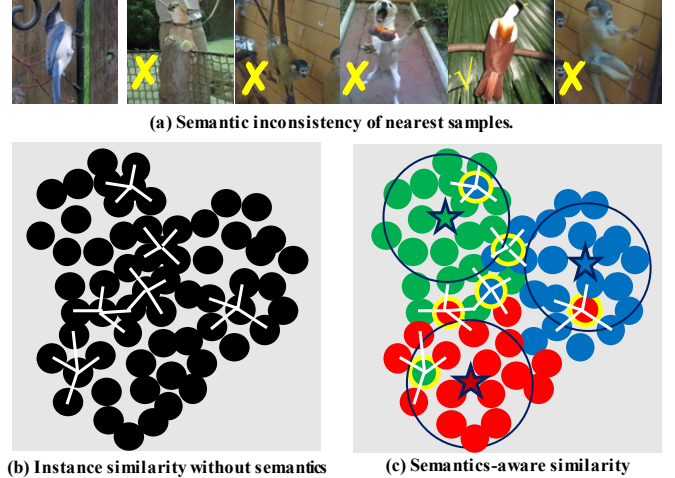 (a) Semantic inconsistency of nearest samples.
(b) Instance similarity without semantics
(c) Semantics-aware similarity